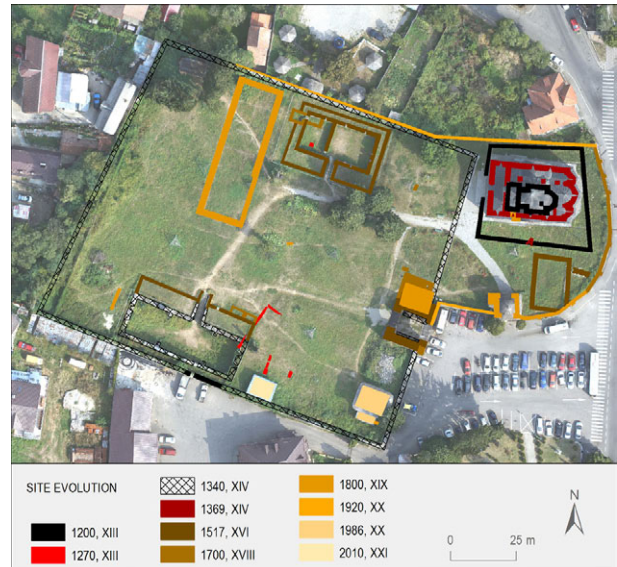 SITE EVOLUTION
1200, XIII
1270, XIII
1340, XIV
1369, XIV
1517, XVI
1700, XVIII
1800, XIX
1920, XX
1986, XX
2010, XXI
N
0 25 m